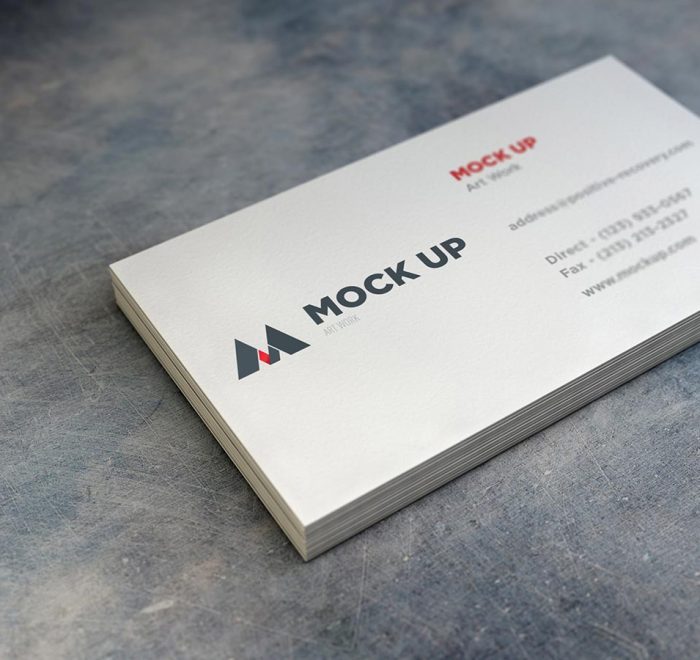 MOCK UP
ART WORK
MOCK UP
Art Work
address@positive-recovery.com
Direct - (123) 933-0567
Fax - (213) 213-2327
www.mockup.com